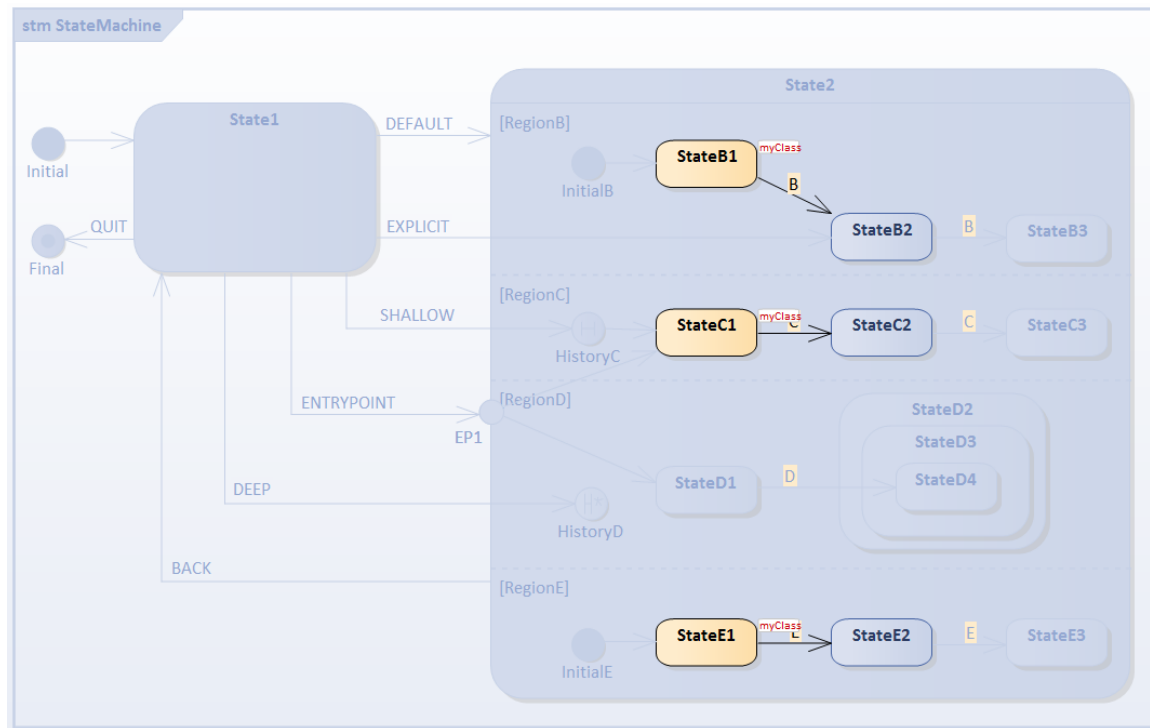 stm StateMachine
State2
State1
DEFAULT
[RegionB]
StateB1
myClass
Initial
InitialB
B
QUIT
EXPLICIT
StateB2
B
StateB3
Final
[RegionC]
SHALLOW
HistoryC
StateC1
myClass
C
StateC2
C
StateC3
ENTRYPOINT
EP1
[RegionD]
StateD2
StateD3
StateD4
StateD1
D
DEEP
HistoryD
BACK
[RegionE]
StateE1
myClass
E
StateE2
E
StateE3
InitialE